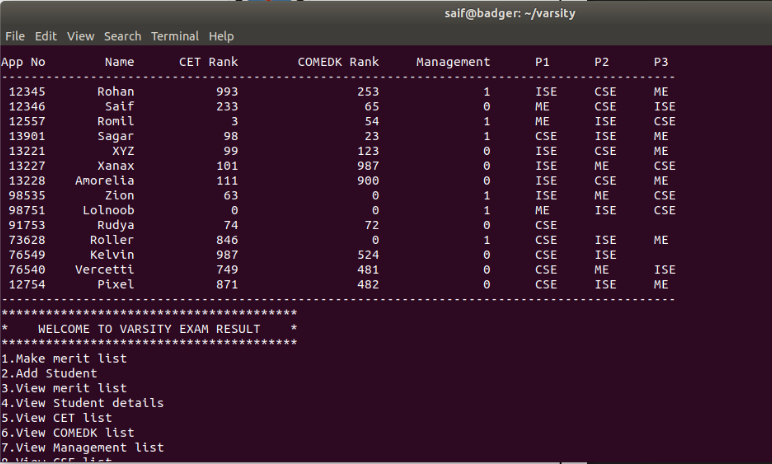 saif@badger: ~/varsity
File Edit View Search Terminal Help
App No Name CET Rank COMEDK Rank Management P1 P2 P3
--------------------------------------------------------------------------------------------
12345 Rohan 993 253 1 ISE CSE ME
12346 Saif 233 65 0 ME CSE ISE
12557 Romil 3 54 1 ME ISE CSE
13901 Sagar 98 23 1 CSE ISE ME
13221 XYZ 99 123 0 CSE ISE ME
13227 Xanax 101 987 0 ISE ME CSE
13228 Amorelia 111 900 0 ISE CSE ME
98535 Zion 63 0 1 ISE ME CSE
98751 Lolnoob 0 0 1 ME ISE CSE
91753 Rudya 74 72 0 CSE
73628 Roller 846 0 1 CSE ISE ME
76549 Kelvin 987 524 0 CSE ISE
76540 Vercetti 749 481 0 CSE ME ISE
12754 Pixel 871 482 0 CSE ISE ME
--------------------------------------------------------------------------------------------
****************************************
* WELCOME TO VARSITY EXAM RESULT *
****************************************
1.Make merit list
2.Add Student
3.View merit list
4.View Student details
5.View CET list
6.View COMEDK list
7.View Management list
8.View CSE list